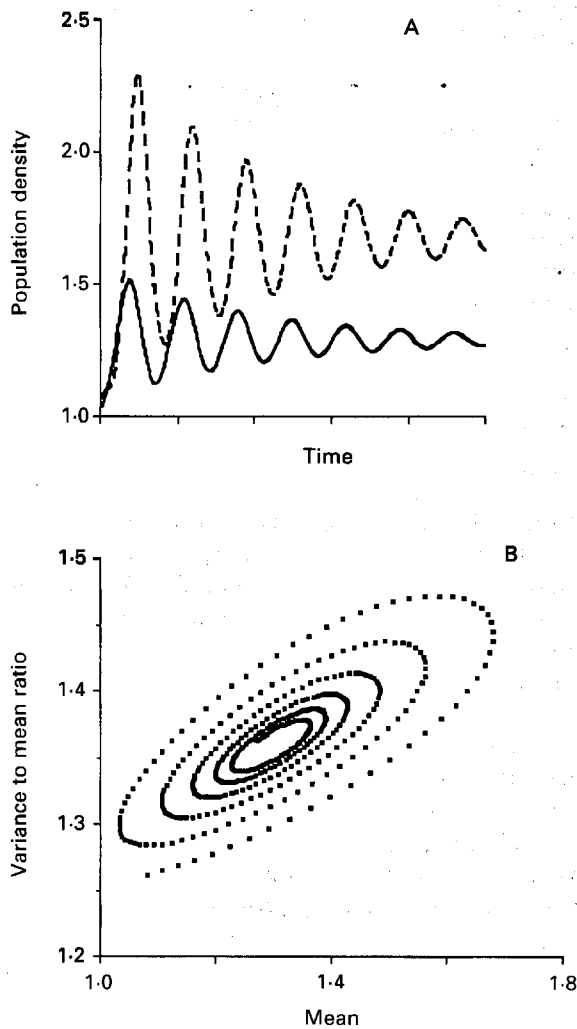 A
2·5
2·0
1·5
1·0
Population density
Time
B
1·5
1·4
1·3
1·2
Variance to mean ratio
1·0
1·4
1·8
Mean